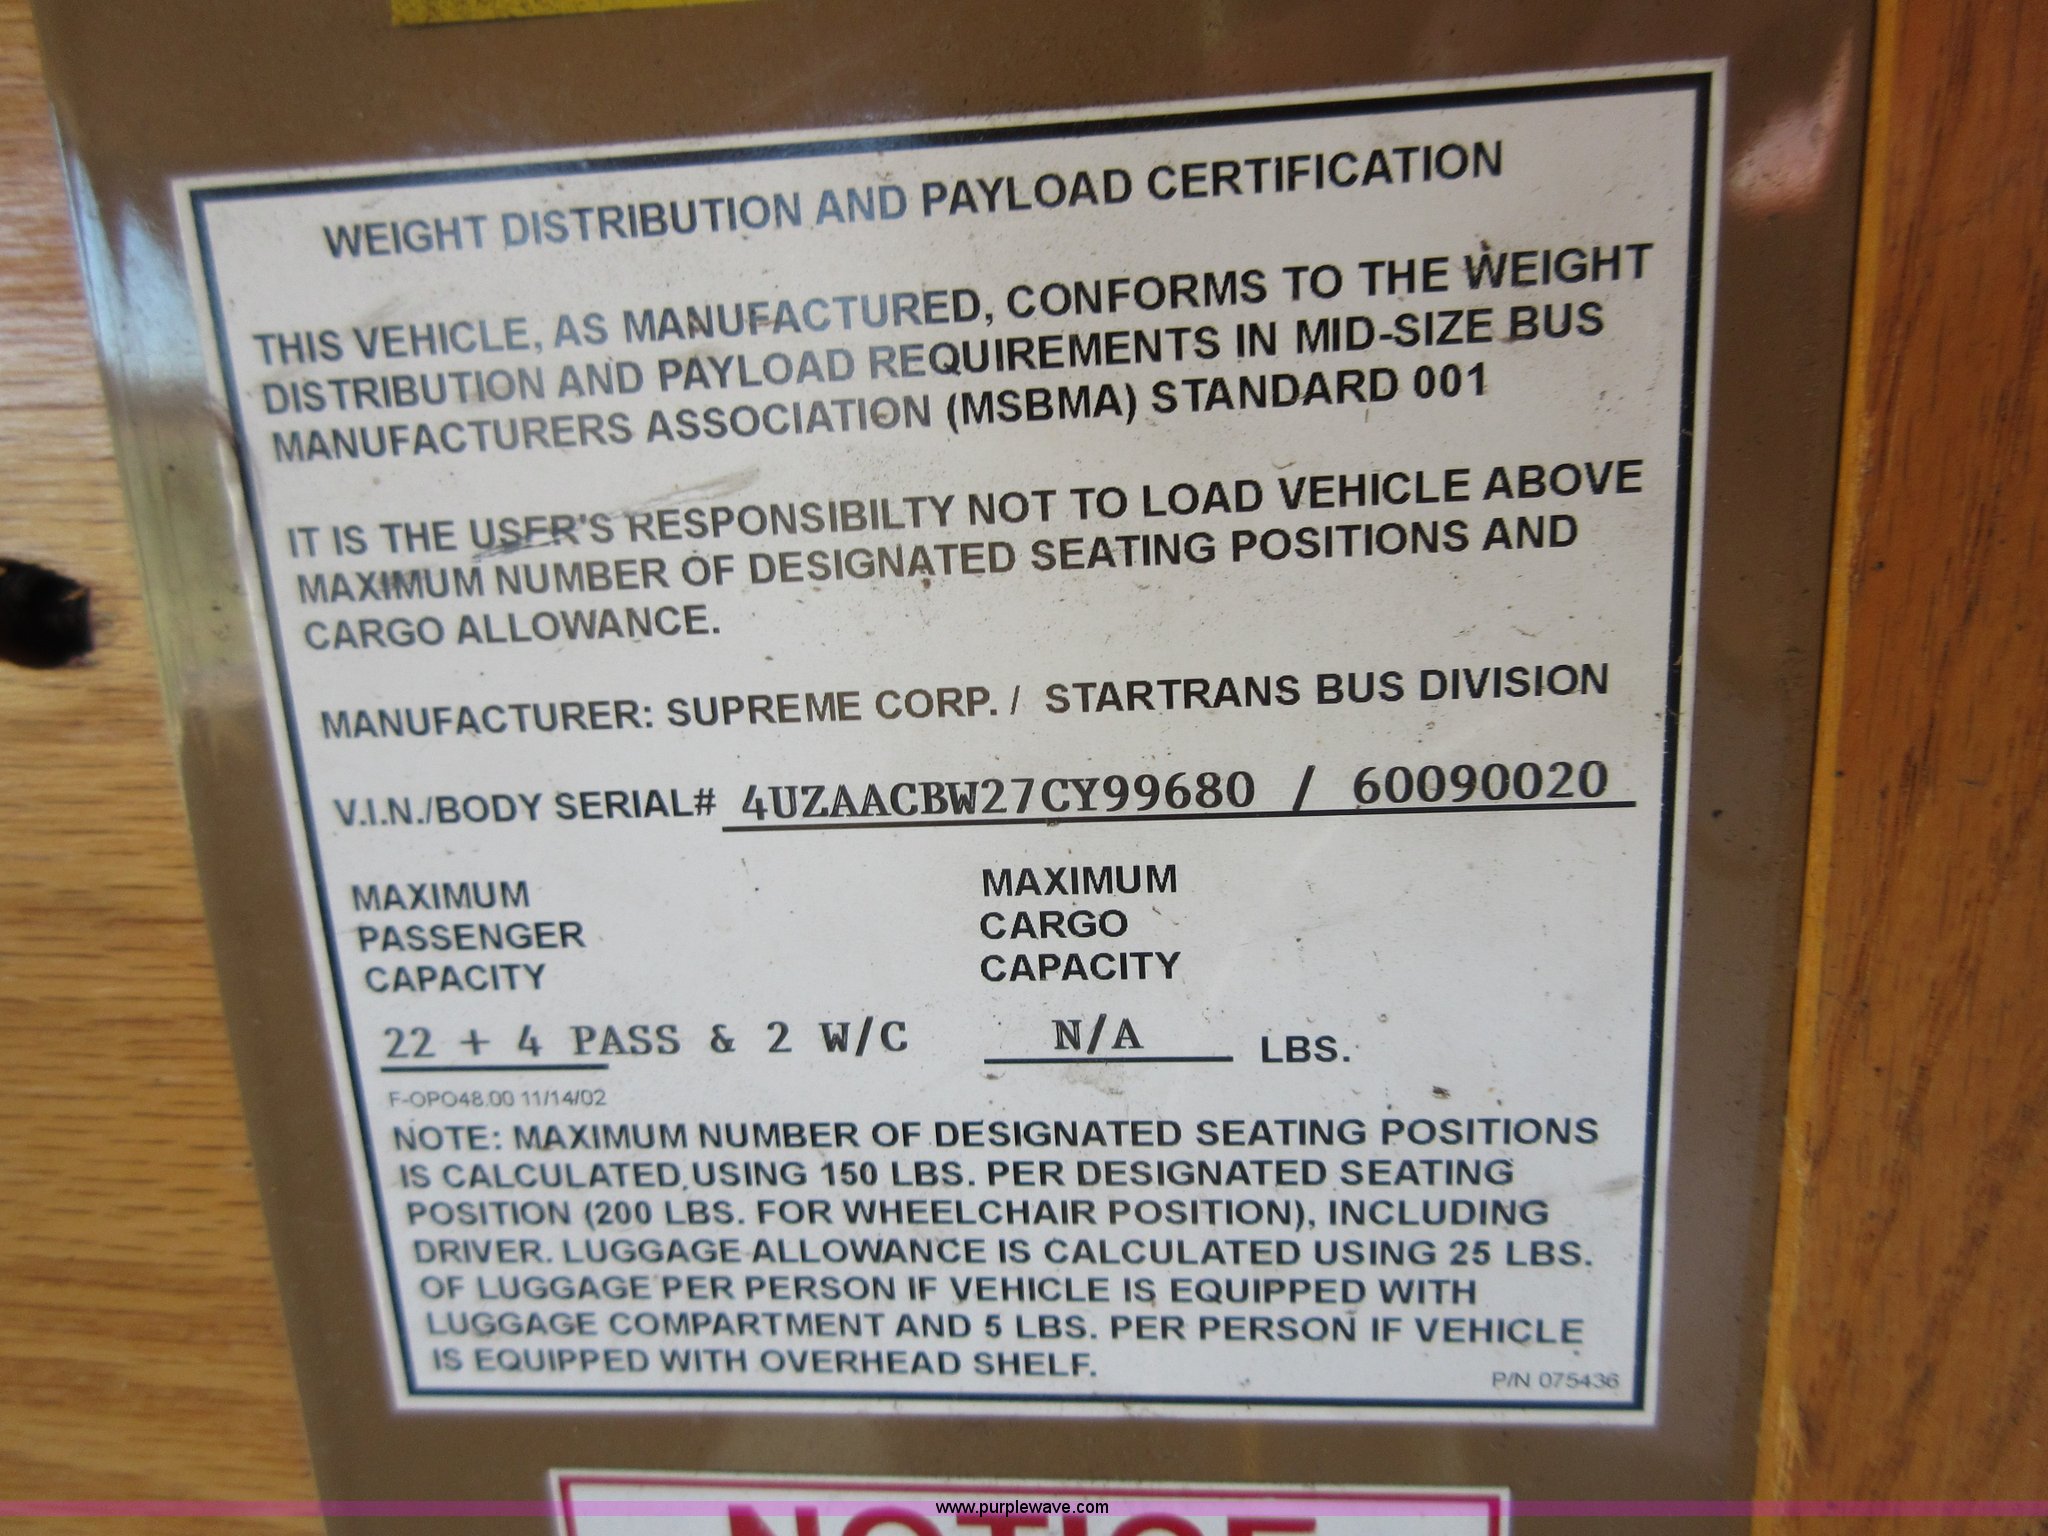 WEIGHT DISTRIBUTION AND PAYLOAD CERTIFICATION
THIS VEHICLE, AS MANUFACTURED, CONFORMS TO THE WEIGHT
DISTRIBUTION AND PAYLOAD REQUIREMENTS IN MID-SIZE BUS
MANUFACTURERS ASSOCIATION (MSBMA) STANDARD 001
IT IS THE USER'S RESPONSIBILTY NOT TO LOAD VEHICLE ABOVE
MAXIMUM NUMBER OF DESIGNATED SEATING POSITIONS AND
CARGO ALLOWANCE.
MANUFACTURER: SUPREME CORP. / STARTRANS BUS DIVISION
V.I.N./BODY SERIAL# 4UZAACBW27CY99680 / 60090020
MAXIMUM
PASSENGER
CAPACITY
22 + 4 PASS & 2 W/C
MAXIMUM
CARGO
CAPACITY
N/A LBS.
F-OPO48.00 11/14/02
NOTE: MAXIMUM NUMBER OF DESIGNATED SEATING POSITIONS
IS CALCULATED USING 150 LBS. PER DESIGNATED SEATING
POSITION (200 LBS. FOR WHEELCHAIR POSITION), INCLUDING
DRIVER. LUGGAGE ALLOWANCE IS CALCULATED USING 25 LBS.
OF LUGGAGE PER PERSON IF VEHICLE IS EQUIPPED WITH
LUGGAGE COMPARTMENT AND 5 LBS. PER PERSON IF VEHICLE
IS EQUIPPED WITH OVERHEAD SHELF.
P/N 075436
NOTICE
www.purplewave.com